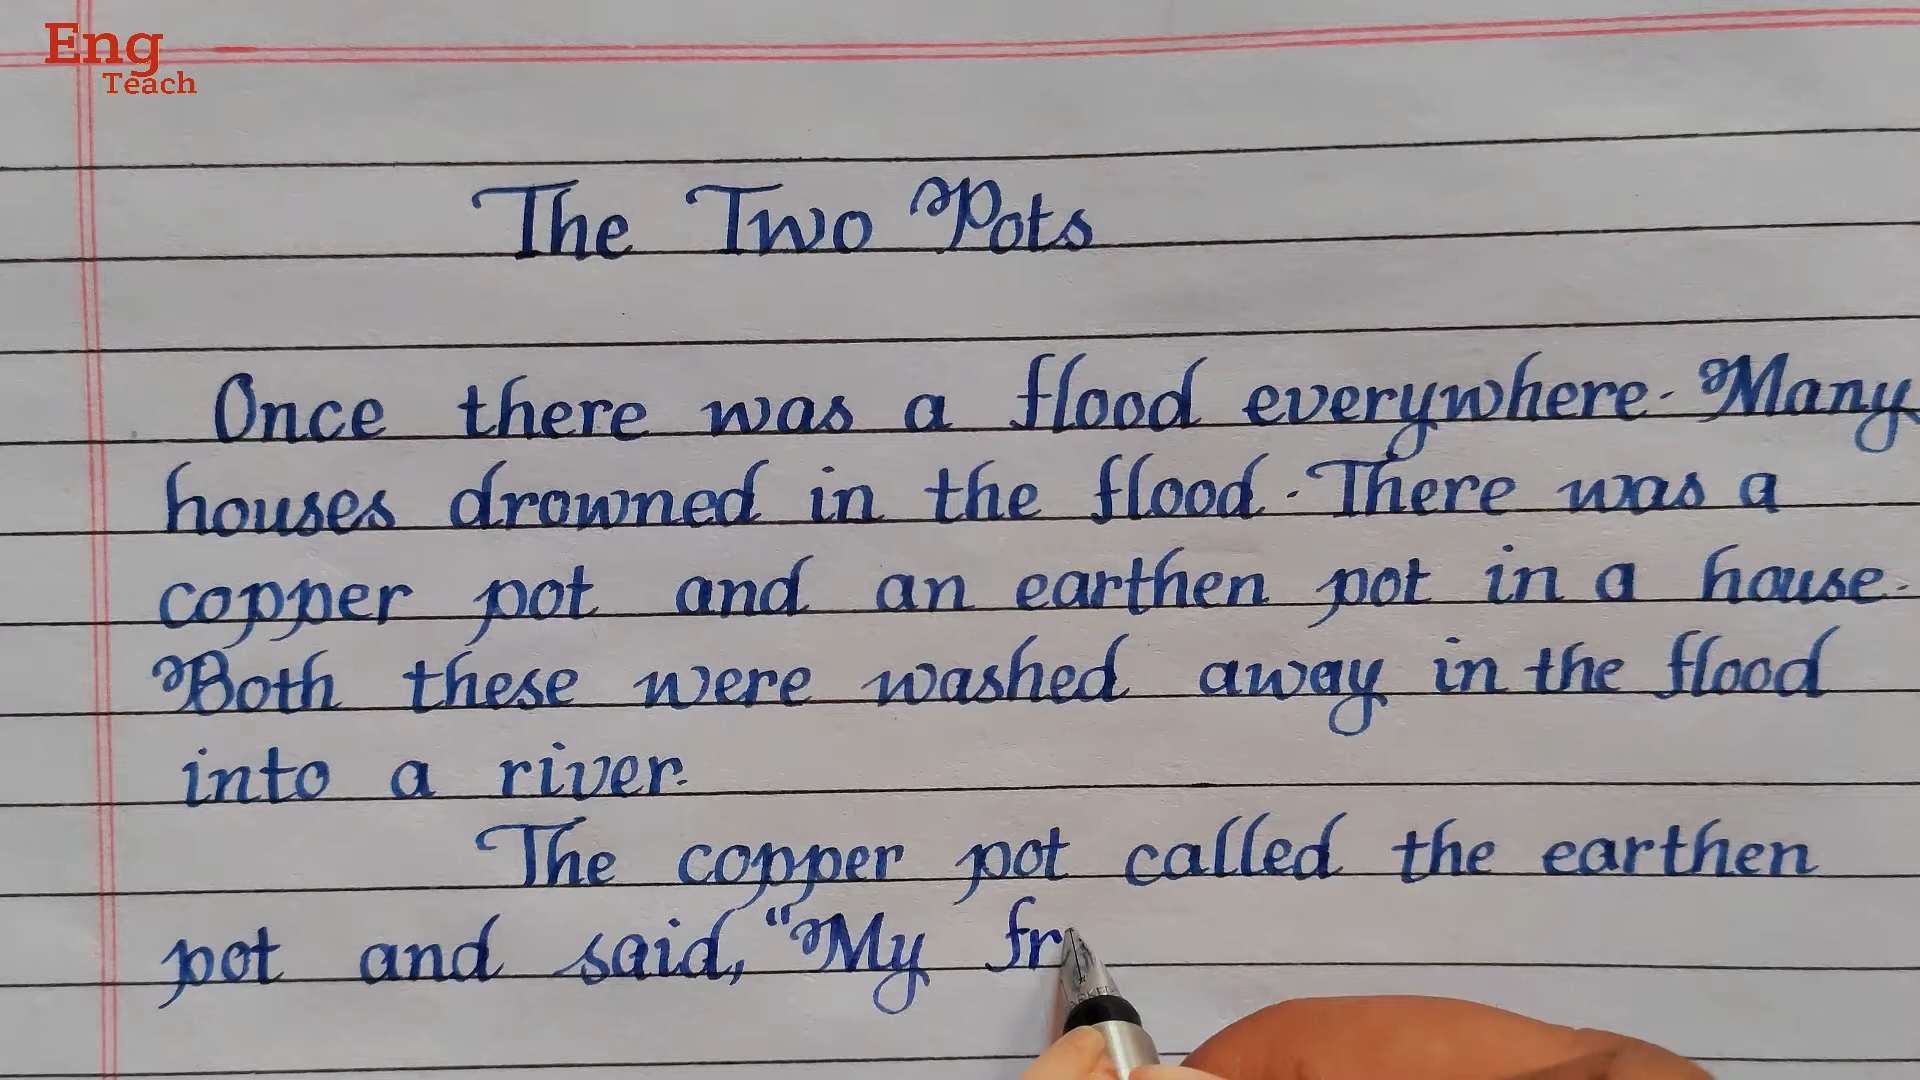 Eng
Teach
The Two Pots
Once there was a flood everywhere. Many
houses drowned in the flood. There was a
copper pot and an earthen pot in a house.
Both these were washed away in the flood
into a river.
The copper pot called the earthen
pot and said, "My fr